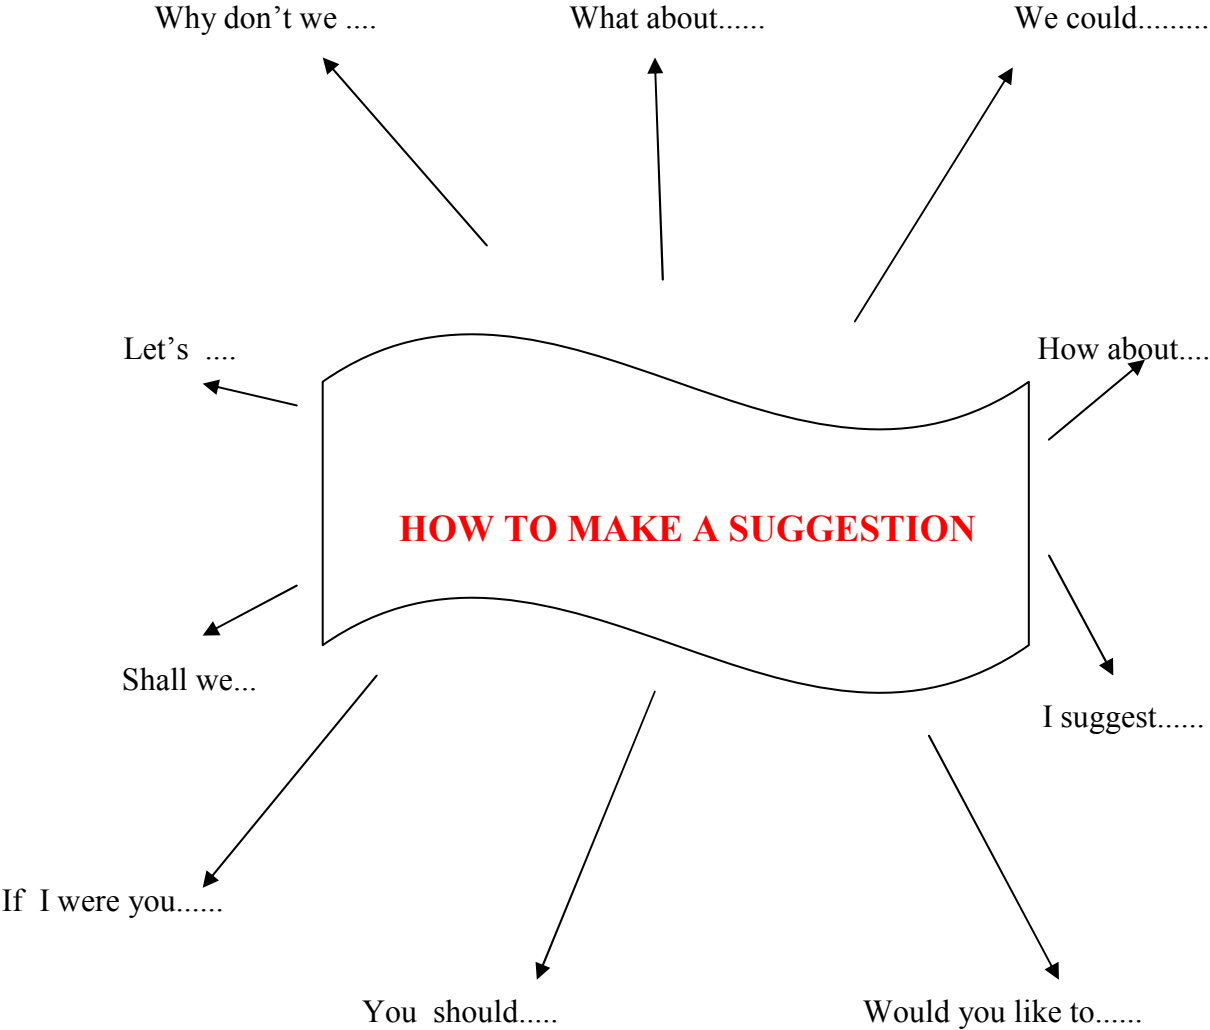 Why don’t we ....
What about......
We could.........
Let’s  ....
How about....
HOW TO MAKE A SUGGESTION
Shall we...
I suggest......
If  I were you......
You  should.....
Would you like to......